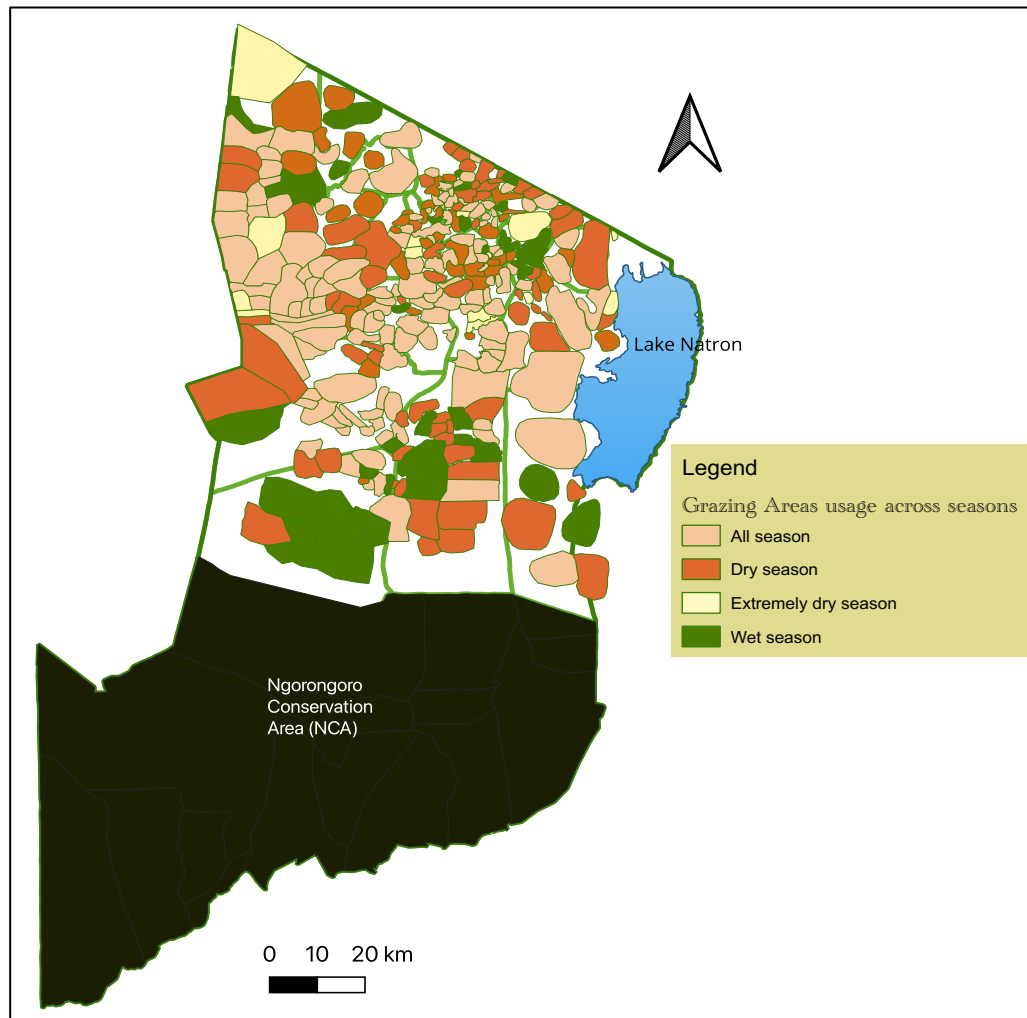 Lake Natron
Legend
Grazing Areas usage across seasons
All season
Dry season
Extremely dry season
Wet season
Ngorongoro
Conservation
Area (NCA)
0 10 20 km